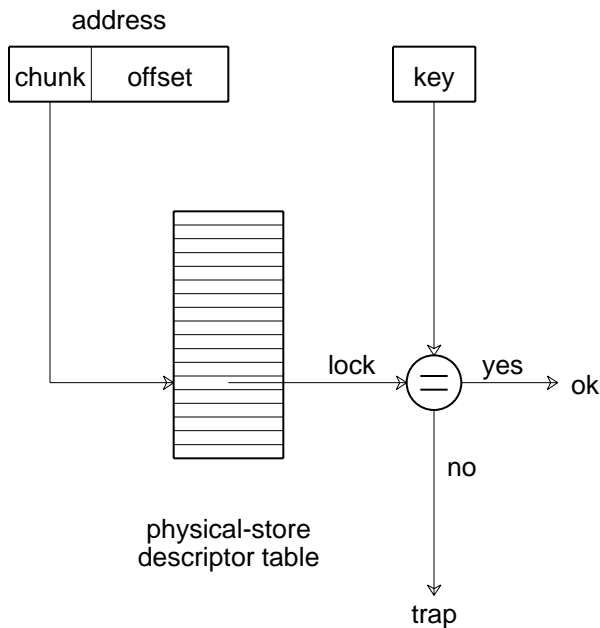 address
chunk offset
key
lock
yes
ok
no
physical-store
descriptor table
trap